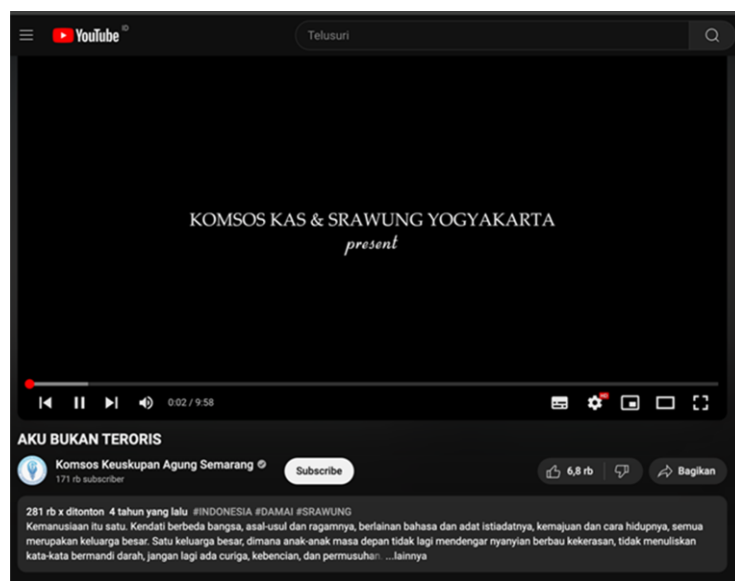 YouTube ID
Telusuri
KOMSOS KAS & SRAWUNG YOGYAKARTA
present
0:02 / 9:58
HD
AKU BUKAN TERORIS
Komsos Keuskupan Agung Semarang
171 rb subscriber
Subscribe
6,8 rb
Bagikan
281 rb x ditonton 4 tahun yang lalu #INDONESIA #DAMAI #SRAWUNG
Kemanusiaan itu satu. Kendati berbeda bangsa, asal-usul dan ragamnya, berlainan bahasa dan adat istiadatnya, kemajuan dan cara hidupnya, semua
merupakan keluarga besar. Satu keluarga besar, dimana anak-anak masa depan tidak lagi mendengar nyanyian berbau kekerasan, tidak menuliskan
kata-kata bermandi darah, jangan lagi ada curiga, kebencian, dan permusuhan. ...lainnya